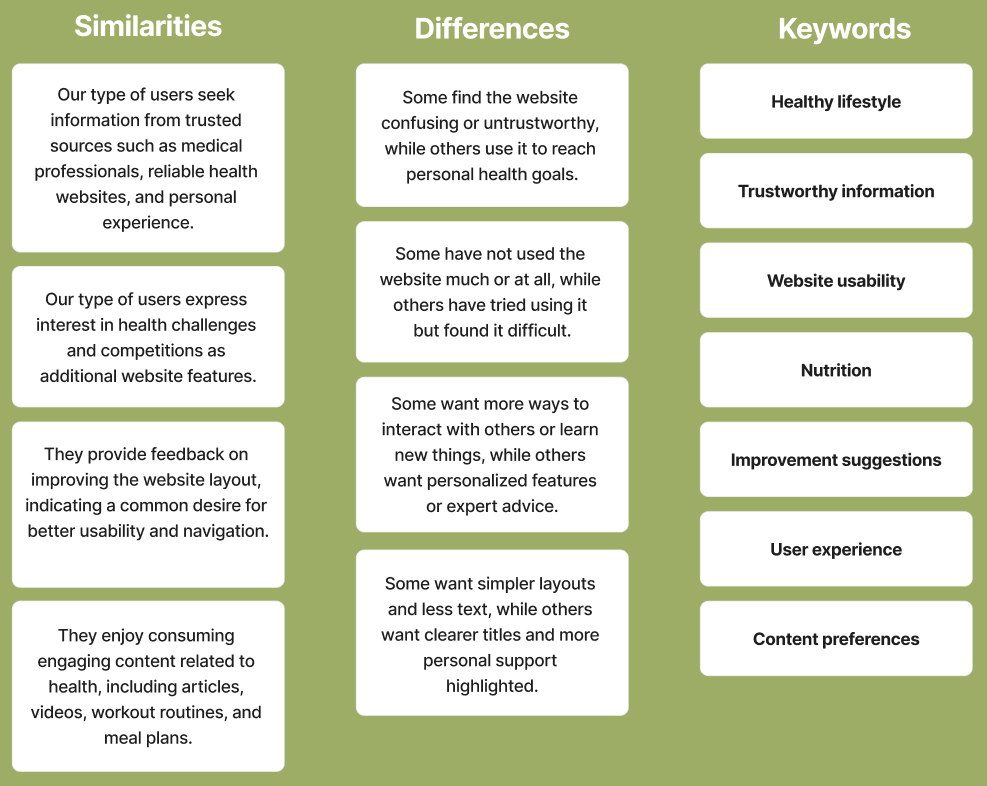 Similarities
Our type of users seek
information from trusted
sources such as medical
professionals, reliable health
websites, and personal
experience.
Our type of users express
interest in health challenges
and competitions as
additional website features.
They provide feedback on
improving the website layout,
indicating a common desire for
better usability and navigation.
They enjoy consuming
engaging content related to
health, including articles,
videos, workout routines, and
meal plans.
Differences
Some find the website
confusing or untrustworthy,
while others use it to reach
personal health goals.
Some have not used the
website much or at all, while
others have tried using it
but found it difficult.
Some want more ways to
interact with others or learn
new things, while others
want personalized features
or expert advice.
Some want simpler layouts
and less text, while others
want clearer titles and more
personal support
highlighted.
Keywords
Healthy lifestyle
Trustworthy information
Website usability
Nutrition
Improvement suggestions
User experience
Content preferences